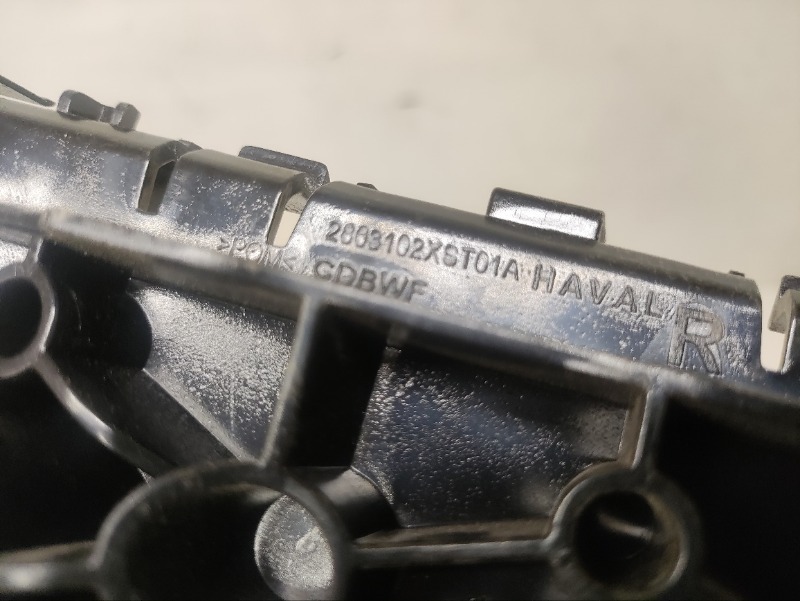 2803102XST01A HAVAL
>POM< CDBWF
R